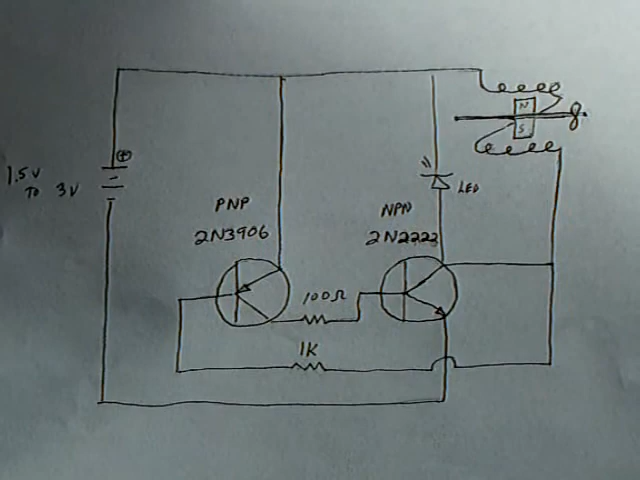 1.5V
TO 3V
+
PNP
2N3906
NPN
2N2222
LED
100Ω
1K
N
S